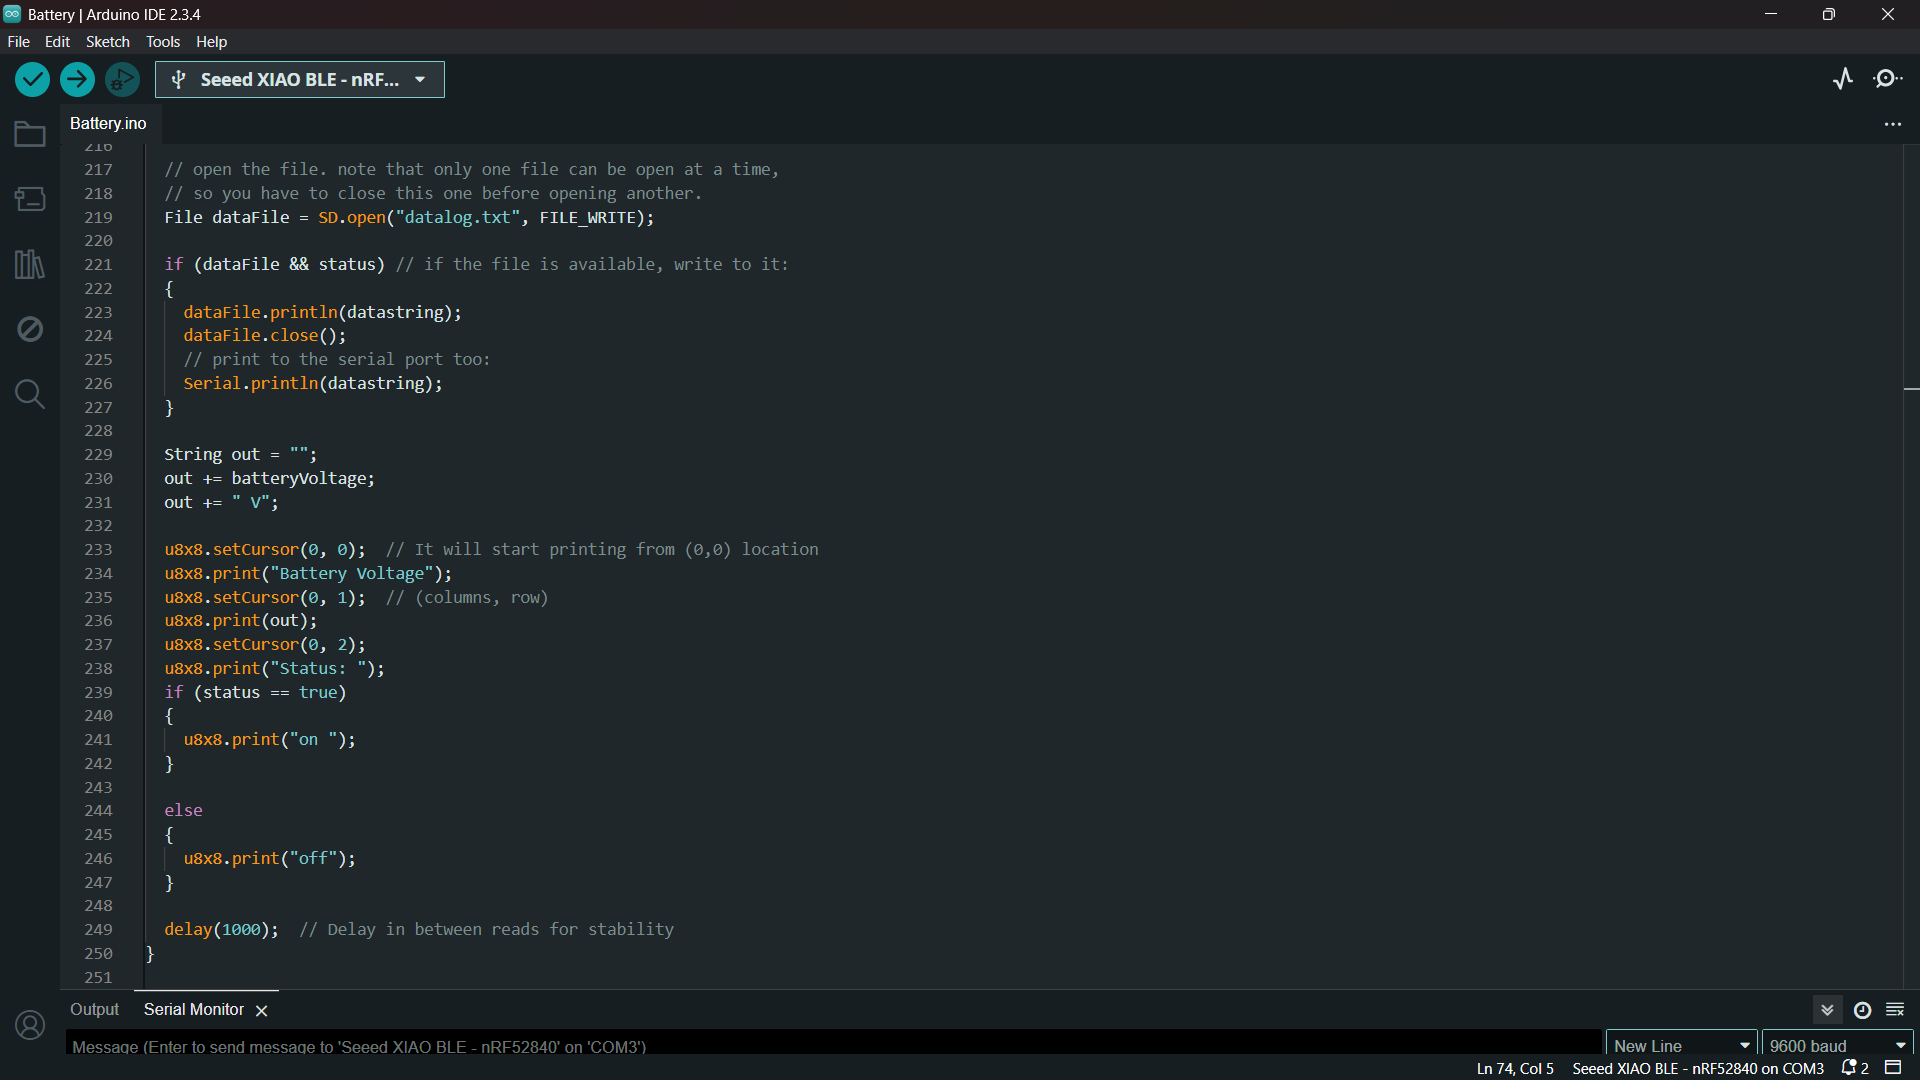 Battery | Arduino IDE 2.3.4
File Edit Sketch Tools Help
Seeed XIAO BLE - nRF...
Battery.ino
216
217 // open the file. note that only one file can be open at a time,
218 // so you have to close this one before opening another.
219 File dataFile = SD.open("datalog.txt", FILE_WRITE);
220
221 if (dataFile && status) // if the file is available, write to it:
222 {
223 dataFile.println(datastring);
224 dataFile.close();
225 // print to the serial port too:
226 Serial.println(datastring);
227 }
228
229 String out = "";
230 out += batteryVoltage;
231 out += " V";
232
233 u8x8.setCursor(0, 0); // It will start printing from (0,0) location
234 u8x8.print("Battery Voltage");
235 u8x8.setCursor(0, 1); // (columns, row)
236 u8x8.print(out);
237 u8x8.setCursor(0, 2);
238 u8x8.print("Status: ");
239 if (status == true)
240 {
241 u8x8.print("on ");
242 }
243
244 else
245 {
246 u8x8.print("off");
247 }
248
249 delay(1000); // Delay in between reads for stability
250 }
251
Output Serial Monitor
Message (Enter to send message to 'Seeed XIAO BLE - nRF52840' on 'COM3') New Line 9600 baud
Ln 74, Col 5 Seeed XIAO BLE - nRF52840 on COM3 2